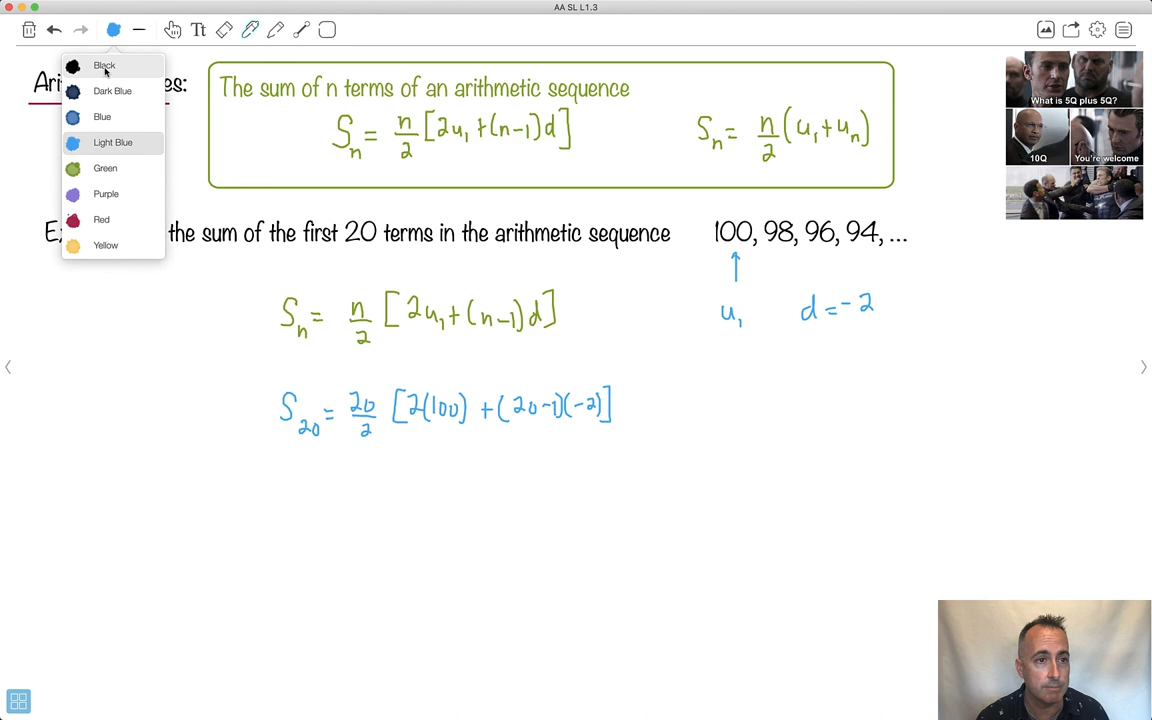 AA SL L1.3
Tt
Black
Dark Blue
Blue
Light Blue
Green
Purple
Red
Yellow
Ari es:
The sum of n terms of an arithmetic sequence
Sₙ = n/2 [2u₁ + (n-1)d]
Sₙ = n/2 (u₁ + uₙ)
What is 5Q plus 5Q?
10Q
You're welcome
the sum of the first 20 terms in the arithmetic sequence 100, 98, 96, 94, ...
u₁ d = -2
Sₙ = n/2 [2u₁ + (n-1)d]
S₂₀ = 20/2 [2(100) + (20-1)(-2)]